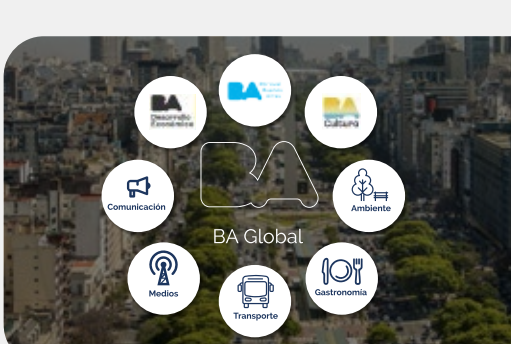 BA
BA
Desarrollo
Económico
BA
Cultura
Comunicación
BA
Ambiente
BA Global
Medios
Gastronomía
Transporte